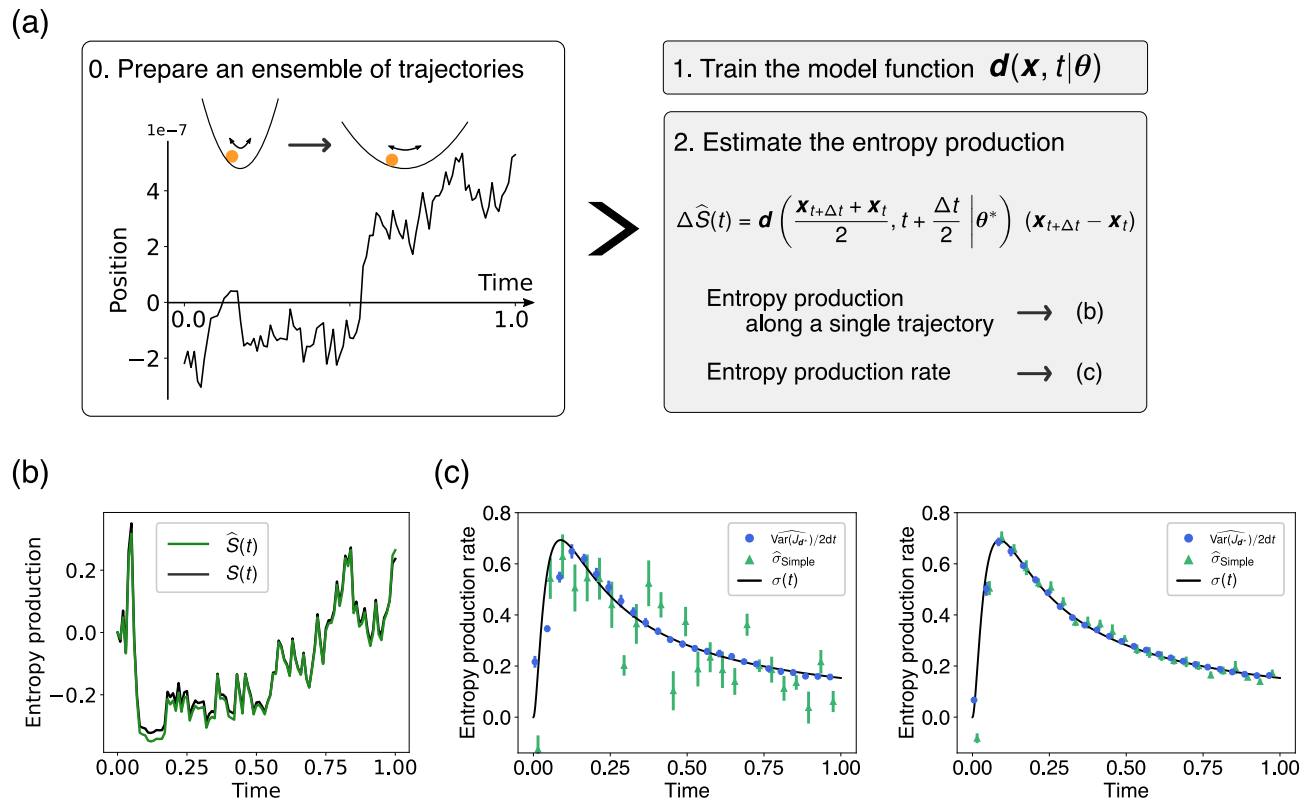 (a)
0. Prepare an ensemble of trajectories
1e-7
4
2
0
−2
Position
Time
0.0
1.0
1. Train the model function d(x, t|θ)
2. Estimate the entropy production
ΔŜ(t) = d ( (x_{t+Δt} + x_t)/2 , t + Δt/2 | θ* ) (x_{t+Δt} − x_t)
Entropy production
along a single trajectory → (b)
Entropy production rate → (c)
(b)
Entropy production
0.2
0.0
−0.2
Ŝ(t)
S(t)
0.00 0.25 0.50 0.75 1.00
Time
(c)
Entropy production rate
0.8
0.6
0.4
0.2
0.0
Var(J_d*)^/2dt
σ̂_Simple
σ(t)
0.00 0.25 0.50 0.75 1.00
Time
Entropy production rate
0.8
0.6
0.4
0.2
0.0
Var(J_d*)^/2dt
σ̂_Simple
σ(t)
0.00 0.25 0.50 0.75 1.00
Time